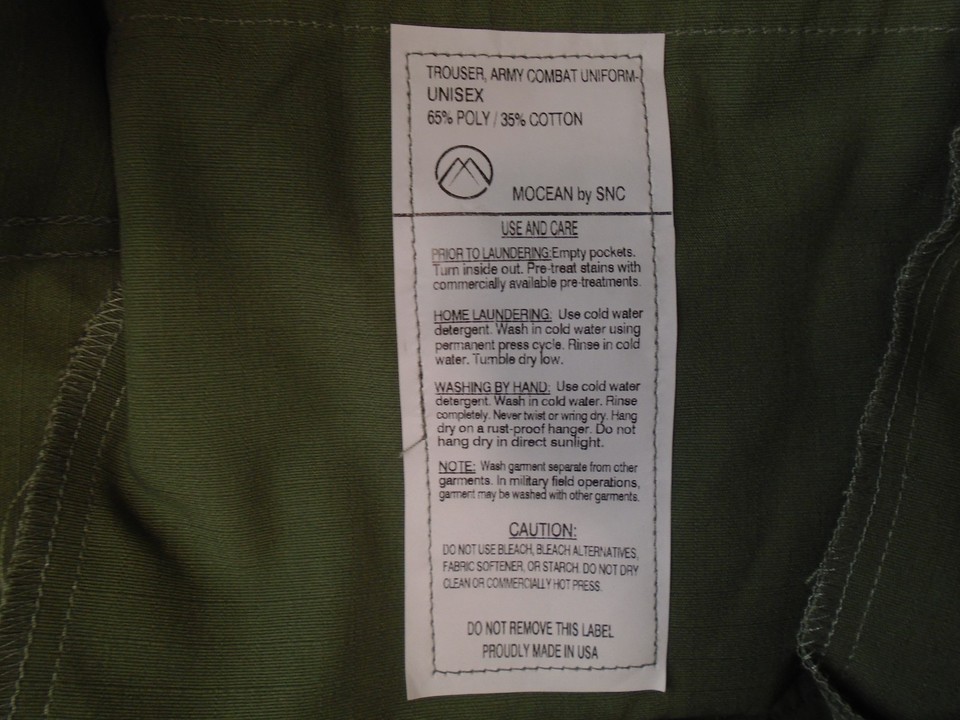 TROUSER, ARMY COMBAT UNIFORM-
UNISEX
65% POLY / 35% COTTON
MOCEAN by SNC
USE AND CARE
PRIOR TO LAUNDERING:Empty pockets.
Turn inside out. Pre-treat stains with
commercially available pre-treatments.
HOME LAUNDERING: Use cold water
detergent. Wash in cold water using
permanent press cycle. Rinse in cold
water. Tumble dry low.
WASHING BY HAND: Use cold water
detergent. Wash in cold water. Rinse
completely. Never twist or wring dry. Hang
dry on a rust-proof hanger. Do not
hang dry in direct sunlight.
NOTE: Wash garment separate from other
garments. In military field operations,
garment may be washed with other garments.
CAUTION:
DO NOT USE BLEACH, BLEACH ALTERNATIVES,
FABRIC SOFTENER, OR STARCH. DO NOT DRY
CLEAN OR COMMERCIALLY HOT PRESS.
DO NOT REMOVE THIS LABEL
PROUDLY MADE IN USA